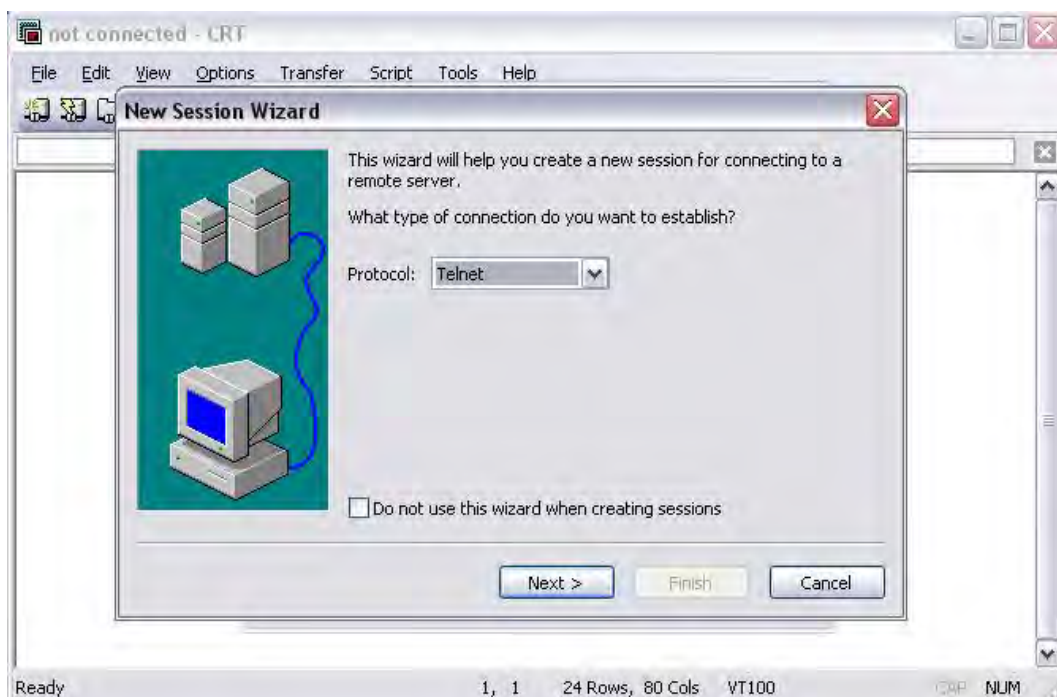 not connected - CRT
File Edit View Options Transfer Script Tools Help
New Session Wizard
This wizard will help you create a new session for connecting to a
remote server.
What type of connection do you want to establish?
Protocol: Telnet
Do not use this wizard when creating sessions
Next > Finish Cancel
Ready 1, 1 24 Rows, 80 Cols VT100 CAP NUM